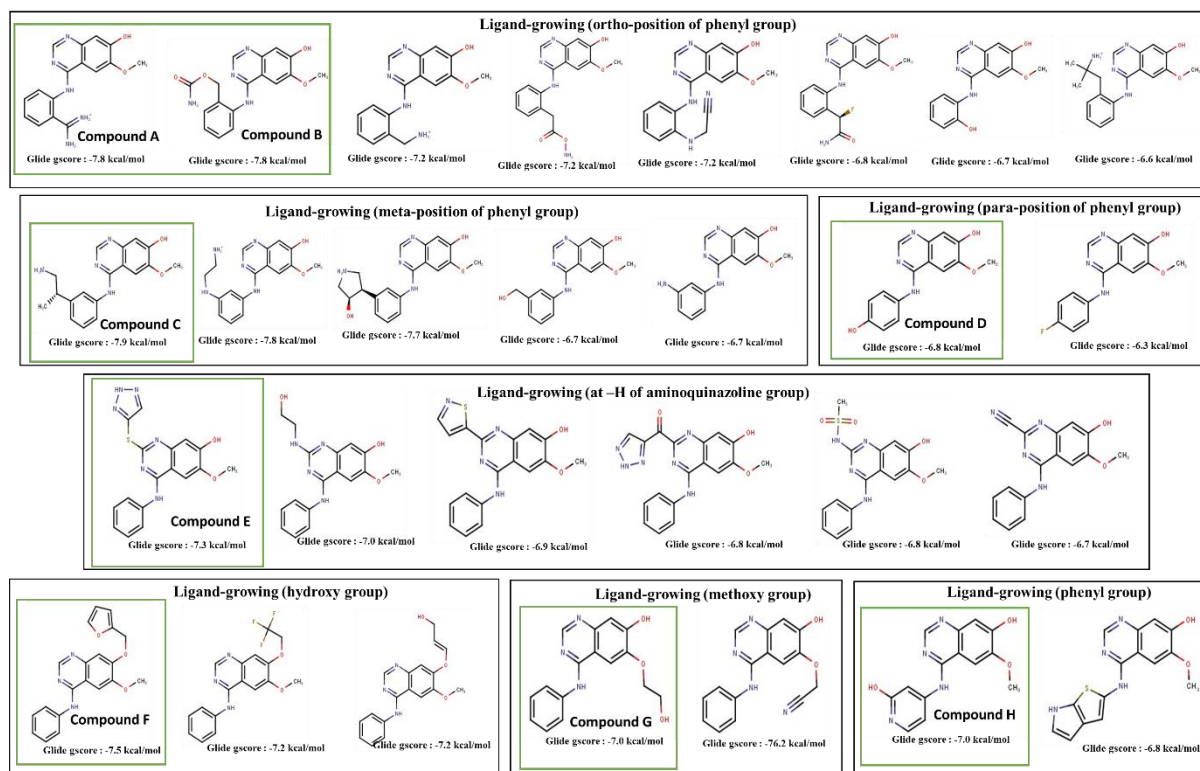 Ligand-growing (ortho-position of phenyl group)
Compound A
Glide gscore : -7.8 kcal/mol
Compound B
Glide gscore : -7.8 kcal/mol
Glide gscore : -7.2 kcal/mol
Glide gscore : -7.2 kcal/mol
Glide gscore : -7.2 kcal/mol
Glide gscore : -6.8 kcal/mol
Glide gscore : -6.7 kcal/mol
Glide gscore : -6.6 kcal/mol
Ligand-growing (meta-position of phenyl group)
Compound C
Glide gscore : -7.9 kcal/mol
Glide gscore : -7.8 kcal/mol
Glide gscore : -7.7 kcal/mol
Glide gscore : -6.7 kcal/mol
Glide gscore : -6.7 kcal/mol
Ligand-growing (para-position of phenyl group)
Compound D
Glide gscore : -6.8 kcal/mol
Glide gscore : -6.3 kcal/mol
Ligand-growing (at –H of aminoquinazoline group)
Compound E
Glide gscore : -7.3 kcal/mol
Glide gscore : -7.0 kcal/mol
Glide gscore : -6.9 kcal/mol
Glide gscore : -6.8 kcal/mol
Glide gscore : -6.8 kcal/mol
Glide gscore : -6.7 kcal/mol
Ligand-growing (hydroxy group)
Compound F
Glide gscore : -7.5 kcal/mol
Glide gscore : -7.2 kcal/mol
Glide gscore : -7.2 kcal/mol
Ligand-growing (methoxy group)
Compound G
Glide gscore : -7.0 kcal/mol
Glide gscore : -76.2 kcal/mol
Ligand-growing (phenyl group)
Compound H
Glide gscore : -7.0 kcal/mol
Glide gscore : -6.8 kcal/mol